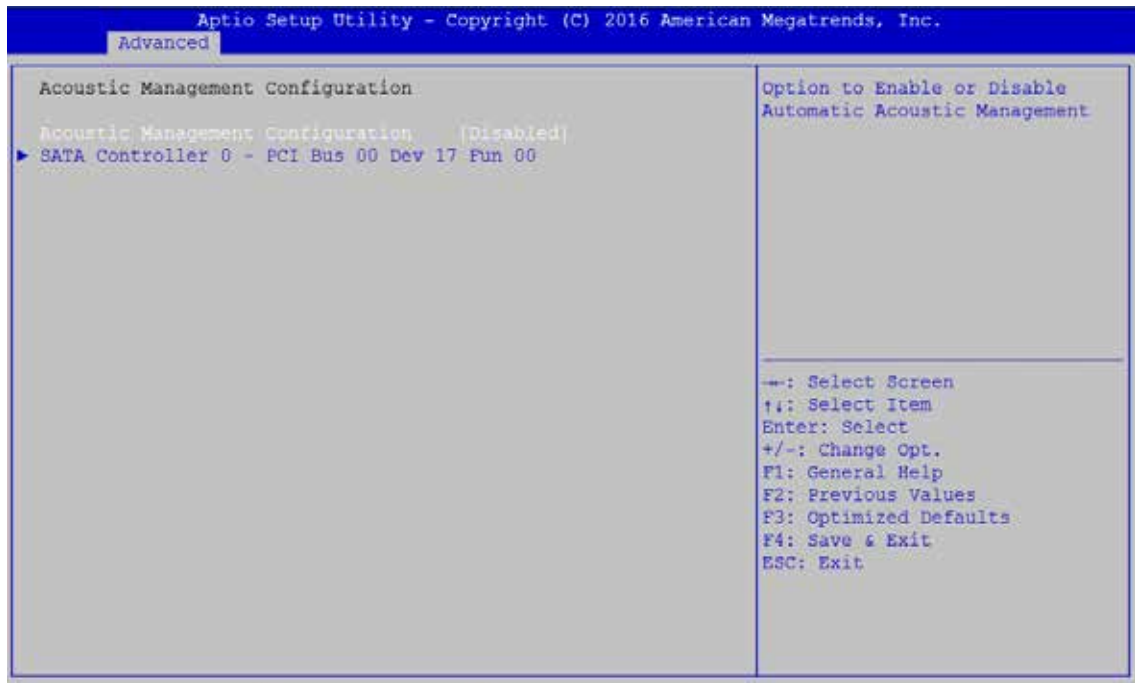 Aptio Setup Utility - Copyright (C) 2016 American Megatrends, Inc.
Advanced
Acoustic Management Configuration
Acoustic Management Configuration [Disabled]
► SATA Controller 0 - PCI Bus 00 Dev 17 Fun 00
Option to Enable or Disable
Automatic Acoustic Management
→←: Select Screen
↑↓: Select Item
Enter: Select
+/-: Change Opt.
F1: General Help
F2: Previous Values
F3: Optimized Defaults
F4: Save & Exit
ESC: Exit